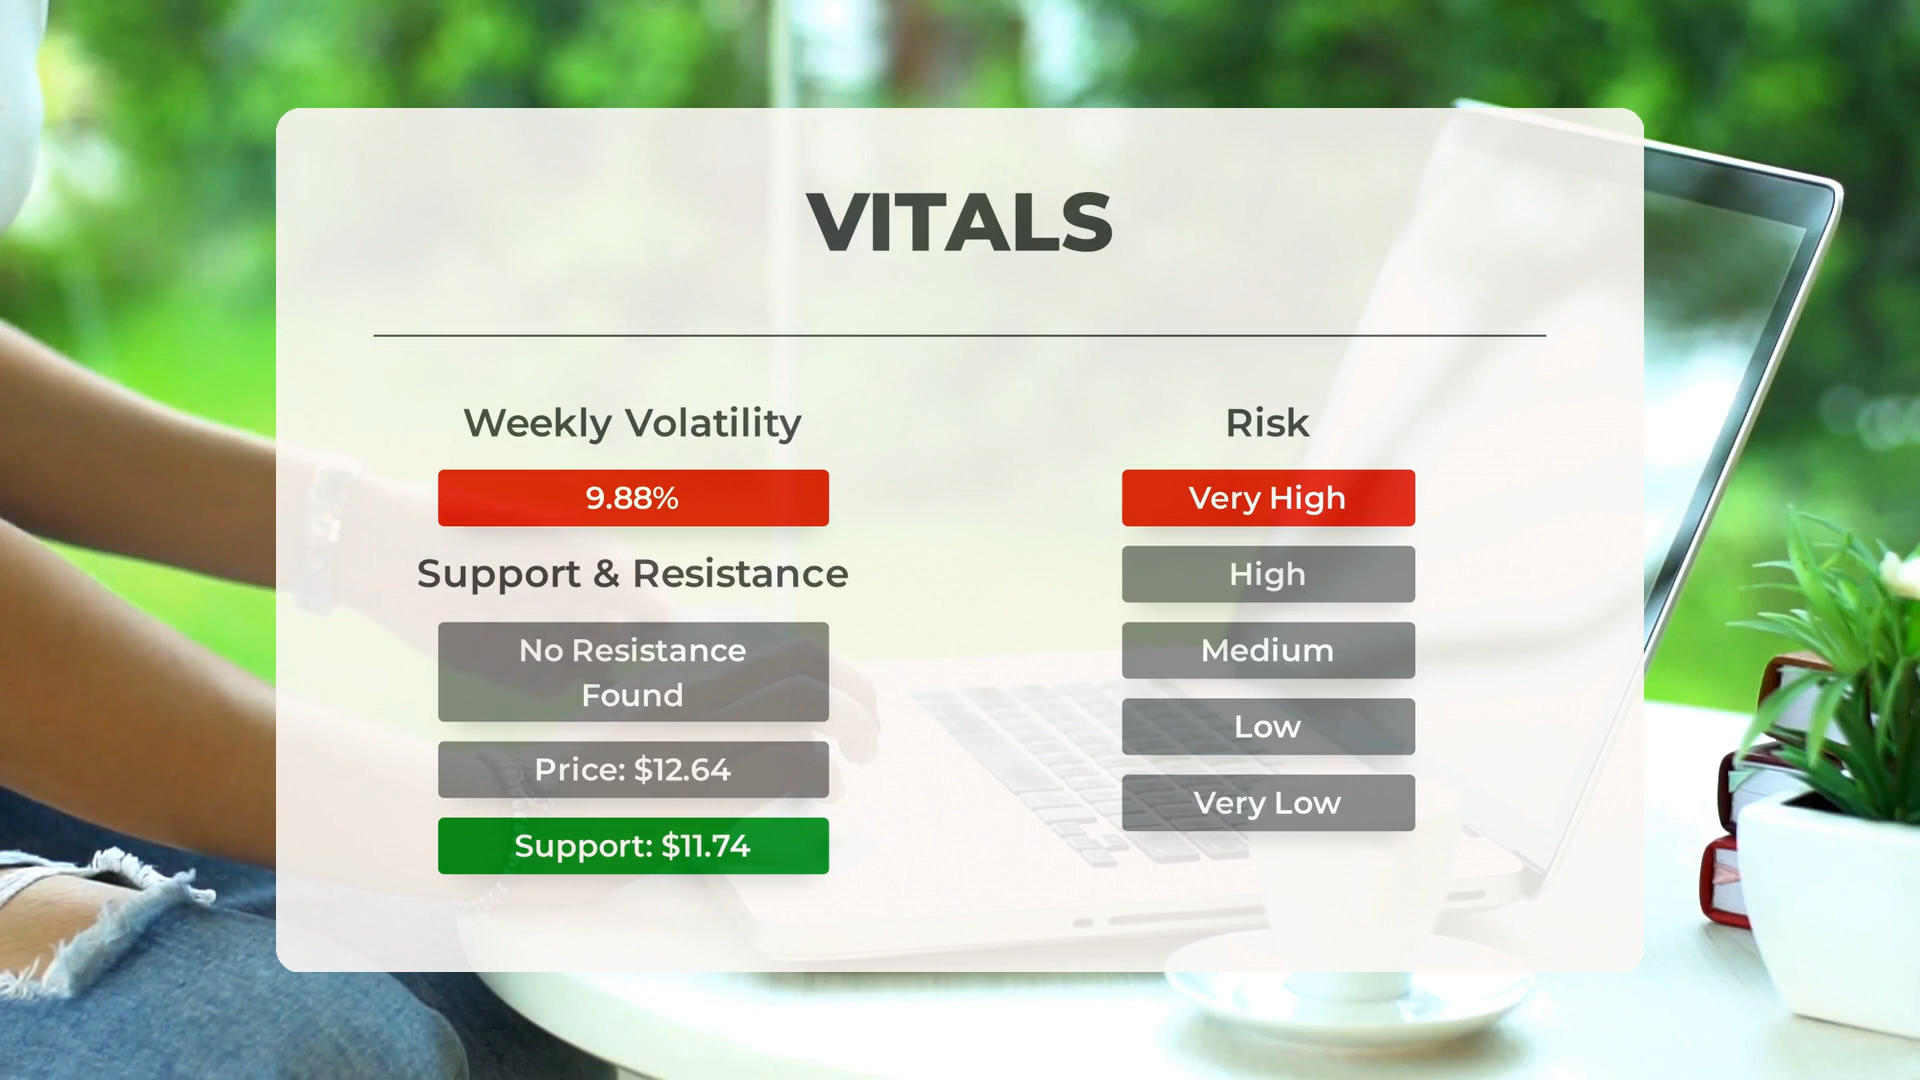 VITALS
Weekly Volatility
9.88%
Support & Resistance
No Resistance
Found
Price: $12.64
Support: $11.74
Risk
Very High
High
Medium
Low
Very Low